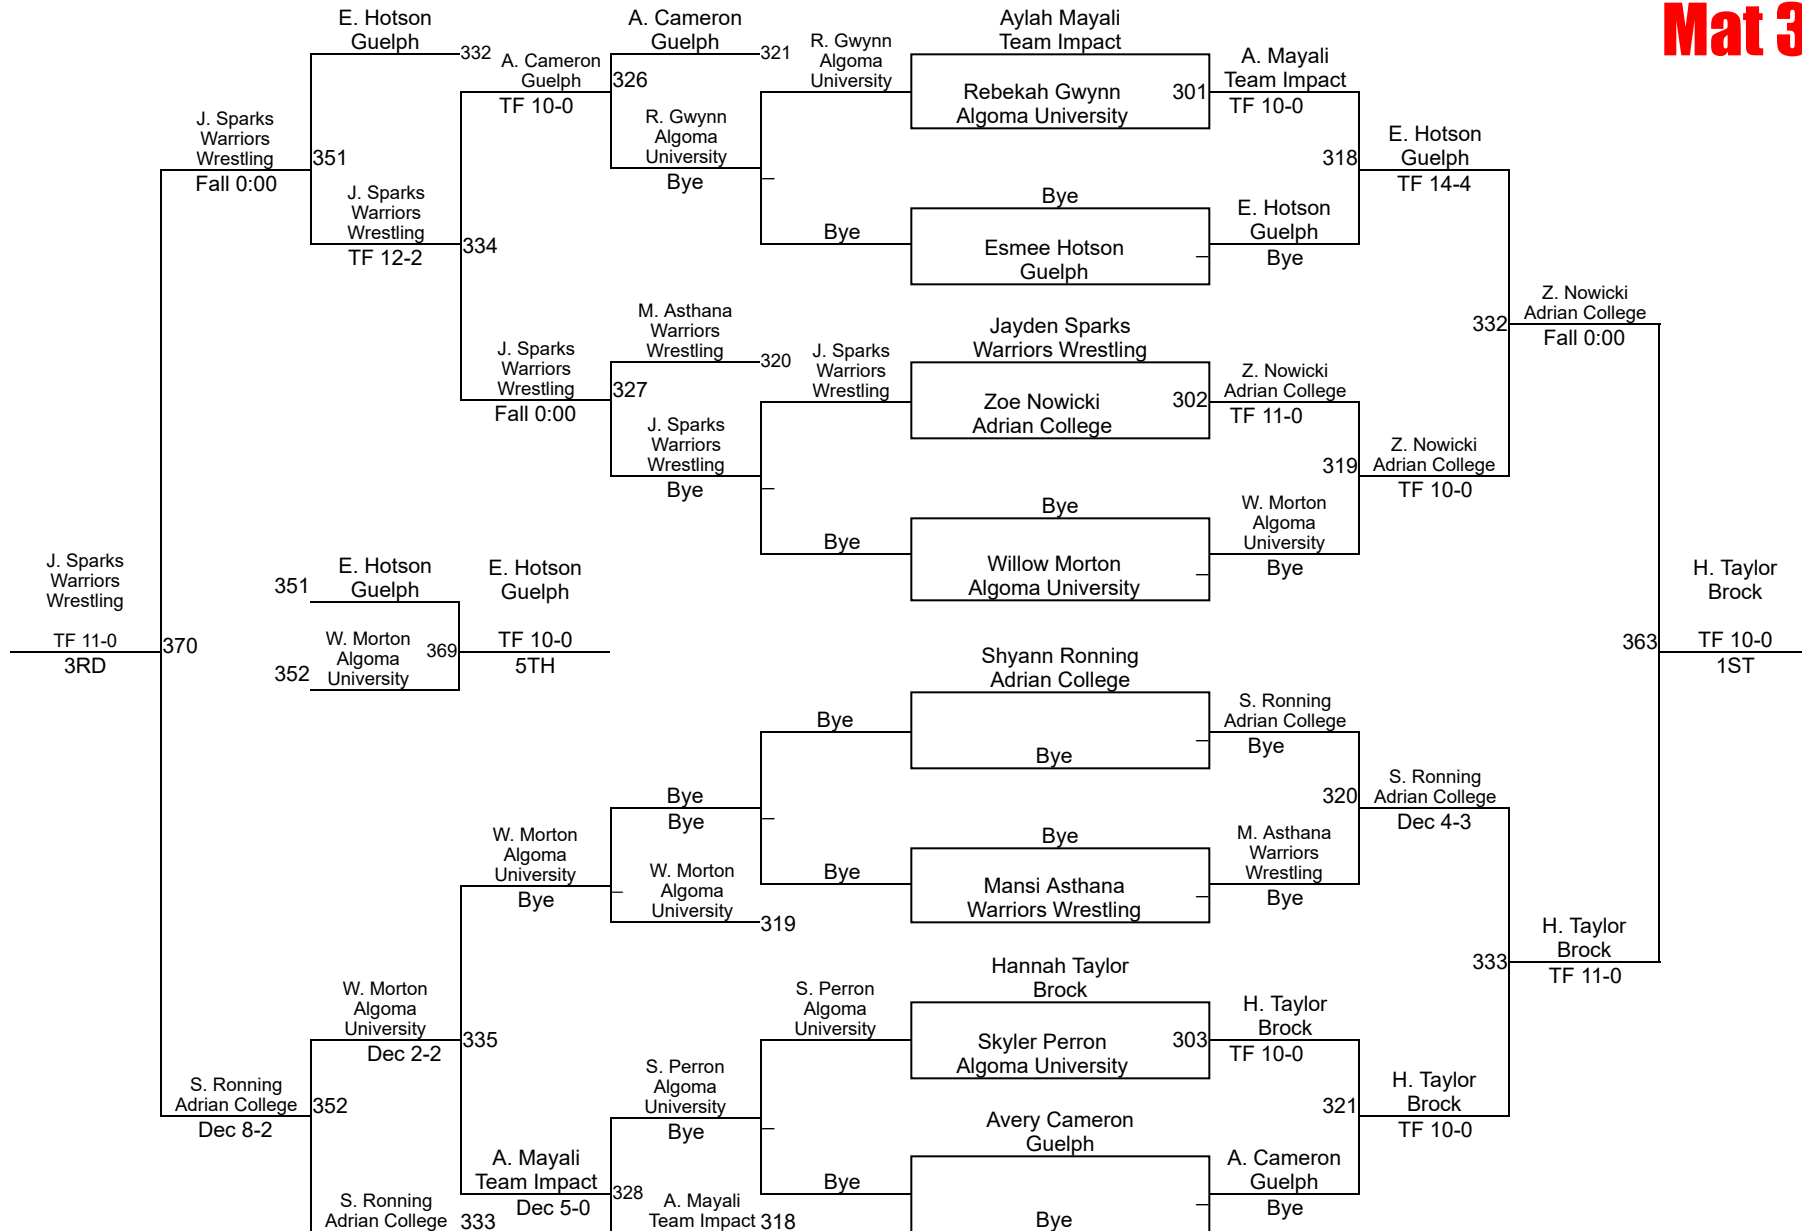 Mat 3
E. Hotson
Guelph
332
A. Cameron
Guelph
TF 10-0
A. Cameron
Guelph
321
326
R. Gwynn
Algoma
University
Bye
R. Gwynn
Algoma
University
Aylah Mayali
Team Impact
Rebekah Gwynn
Algoma University
301
A. Mayali
Team Impact
TF 10-0
J. Sparks
Warriors
Wrestling
Fall 0:00
351
J. Sparks
Warriors
Wrestling
TF 12-2
334
Bye
Bye
Esmee Hotson
Guelph
E. Hotson
Guelph
Bye
318
E. Hotson
Guelph
TF 14-4
J. Sparks
Warriors
Wrestling
Fall 0:00
M. Asthana
Warriors
Wrestling
320
327
J. Sparks
Warriors
Wrestling
Bye
J. Sparks
Warriors
Wrestling
Jayden Sparks
Warriors Wrestling
Zoe Nowicki
Adrian College
302
Z. Nowicki
Adrian College
TF 11-0
332
Z. Nowicki
Adrian College
Fall 0:00
319
Z. Nowicki
Adrian College
TF 10-0
Bye
Bye
Willow Morton
Algoma University
W. Morton
Algoma
University
Bye
J. Sparks
Warriors
Wrestling
TF 11-0
3RD
370
351
E. Hotson
Guelph
352
W. Morton
Algoma
University
369
E. Hotson
Guelph
TF 10-0
5TH
363
H. Taylor
Brock
TF 10-0
1ST
Bye
Shyann Ronning
Adrian College
Bye
S. Ronning
Adrian College
Bye
Bye
Bye
320
S. Ronning
Adrian College
Dec 4-3
W. Morton
Algoma
University
Bye
W. Morton
Algoma
University
319
Bye
Bye
Mansi Asthana
Warriors Wrestling
M. Asthana
Warriors
Wrestling
Bye
333
H. Taylor
Brock
TF 11-0
W. Morton
Algoma
University
Dec 2-2
335
S. Perron
Algoma
University
Hannah Taylor
Brock
Skyler Perron
Algoma University
303
H. Taylor
Brock
TF 10-0
S. Ronning
Adrian College
Dec 8-2
352
S. Perron
Algoma
University
Bye
321
H. Taylor
Brock
TF 10-0
A. Mayali
Team Impact
Dec 5-0
328
Bye
Avery Cameron
Guelph
Bye
A. Cameron
Guelph
Bye
S. Ronning
Adrian College
333
A. Mayali
Team Impact
318